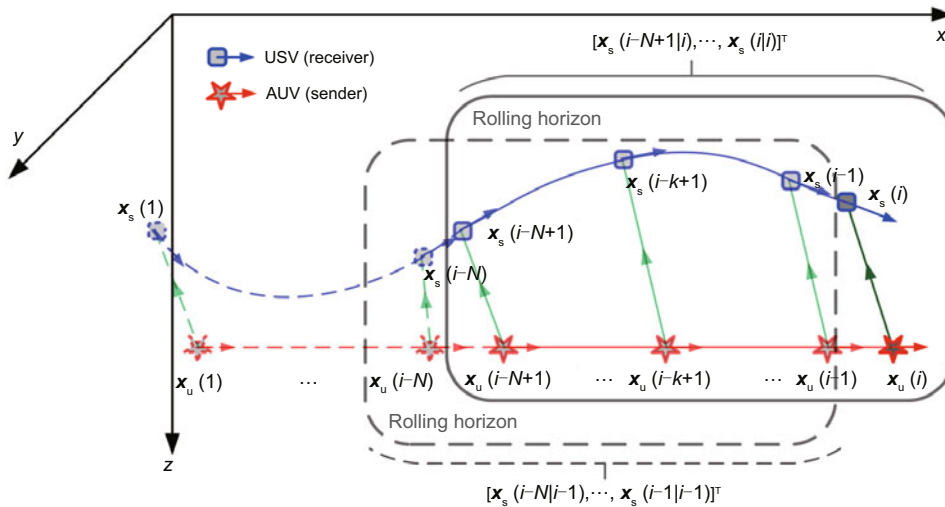 x
[x_s (i–N+1|i),⋯, x_s (i|i)]ᵀ
USV (receiver)
AUV (sender)
Rolling horizon
y
x_s (i–k+1)
x_s (i–1)
x_s (i)
x_s (1)
x_s (i–N+1)
x_s (i–N)
x_u (1)
⋯
x_u (i–N)
x_u (i–N+1)
⋯
x_u (i–k+1)
⋯
x_u (i–1)
x_u (i)
Rolling horizon
z
[x_s (i–N|i–1),⋯, x_s (i–1|i–1)]ᵀ